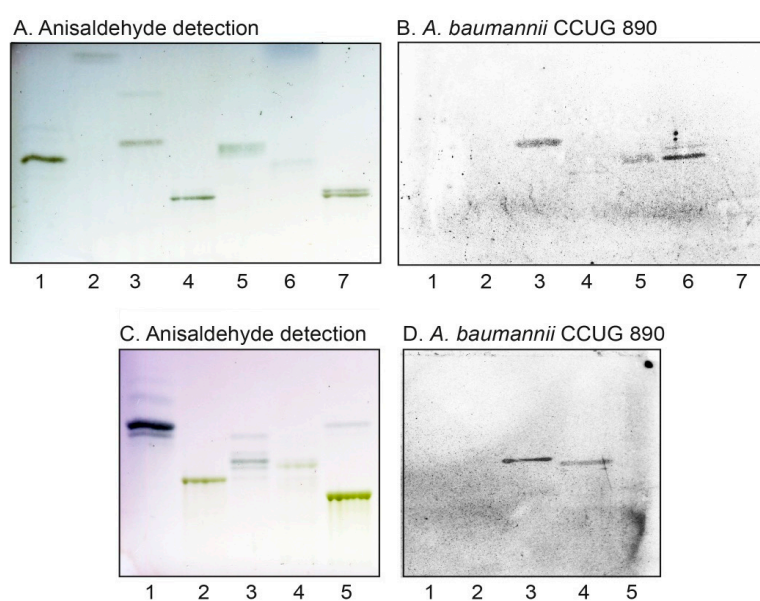 A. Anisaldehyde detection
B. A. baumannii CCUG 890
1 2 3 4 5 6 7
1 2 3 4 5 6 7
C. Anisaldehyde detection
D. A. baumannii CCUG 890
1 2 3 4 5
1 2 3 4 5